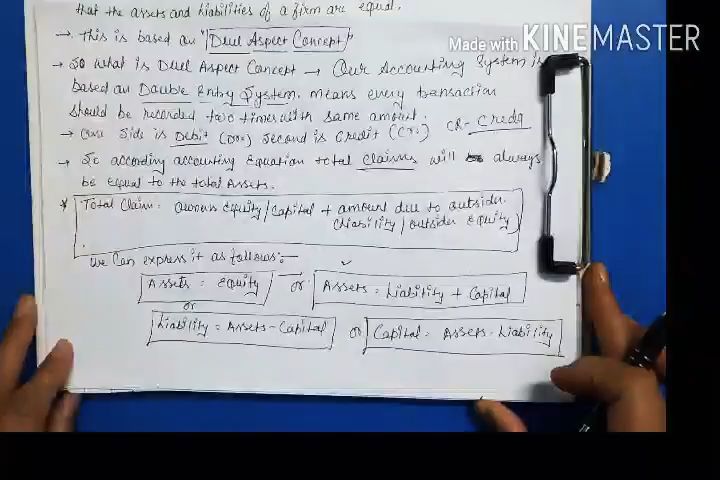 that the assets and liabilities of a firm are equal.
→ This is based on "Duel Aspect Concept"
Made with KINEMASTER
→ So what is Duel Aspect Concept → Our Accounting System is
based on Double Entry System. Means every transaction
should be recorded two times with same amount.
→ One Side is Debit (Dr.) Second is Credit (Cr.) CR- Credit
→ So according accounting Equation total claims will always
be equal to the total Assets.
* Total Claim: owners Equity/Capital + amount due to outsider.
(Liability/outsider Equity)
we can express it as follows:-
Assets = Equity or Assets = Liability + Capital
or
Liability = Assets - Capital or Capital = Assets - Liability